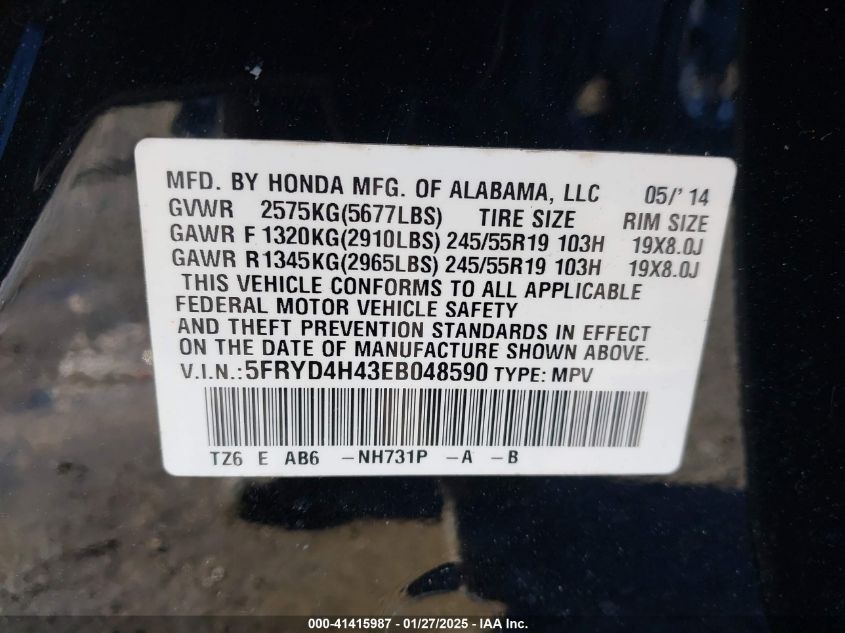 MFD. BY HONDA MFG. OF ALABAMA, LLC 05/' 14
GVWR 2575KG(5677LBS) TIRE SIZE RIM SIZE
GAWR F 1320KG(2910LBS) 245/55R19 103H 19X8.0J
GAWR R1345KG(2965LBS) 245/55R19 103H 19X8.0J
THIS VEHICLE CONFORMS TO ALL APPLICABLE
FEDERAL MOTOR VEHICLE SAFETY
AND THEFT PREVENTION STANDARDS IN EFFECT
ON THE DATE OF MANUFACTURE SHOWN ABOVE.
V.I.N.: 5FRYD4H43EB048590 TYPE: MPV
TZ6 E AB6 -NH731P -A -B
000-41415987 - 01/27/2025 - IAA Inc.